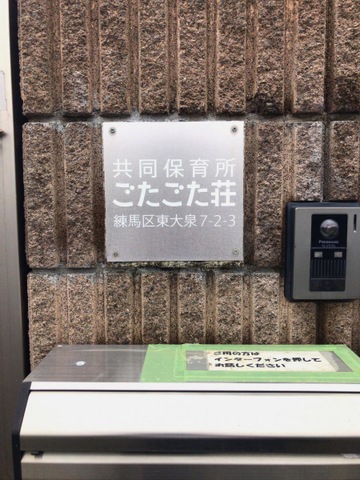 共同保育所
ごたごた荘
練馬区東大泉7-2-3
Panasonic
ご用の方は
インターフォンを押して
お話しください